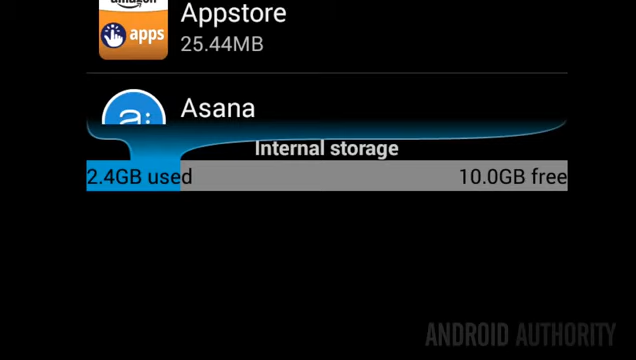 amazon
Appstore
apps
25.44MB
Asana
a:
Internal storage
2.4GB used
10.0GB free
ANDROID AUTHORITY